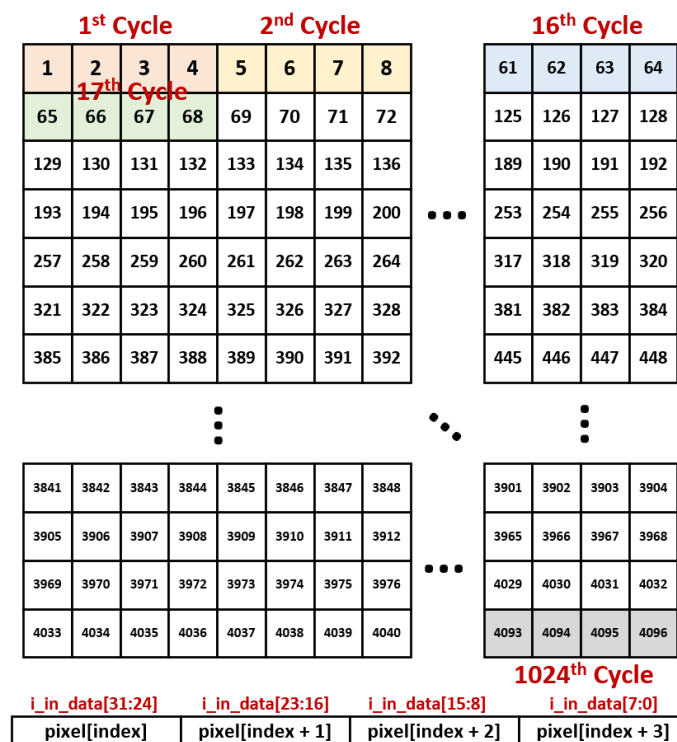 1st Cycle 2nd Cycle 16th Cycle
1 2 3 4 5 6 7 8 61 62 63 64
17th Cycle
65 66 67 68 69 70 71 72 125 126 127 128
129 130 131 132 133 134 135 136 189 190 191 192
193 194 195 196 197 198 199 200 253 254 255 256
257 258 259 260 261 262 263 264 317 318 319 320
321 322 323 324 325 326 327 328 381 382 383 384
385 386 387 388 389 390 391 392 445 446 447 448
3841 3842 3843 3844 3845 3846 3847 3848 3901 3902 3903 3904
3905 3906 3907 3908 3909 3910 3911 3912 3965 3966 3967 3968
3969 3970 3971 3972 3973 3974 3975 3976 4029 4030 4031 4032
4033 4034 4035 4036 4037 4038 4039 4040 4093 4094 4095 4096
1024th Cycle
i_in_data[31:24] i_in_data[23:16] i_in_data[15:8] i_in_data[7:0]
pixel[index] pixel[index + 1] pixel[index + 2] pixel[index + 3]